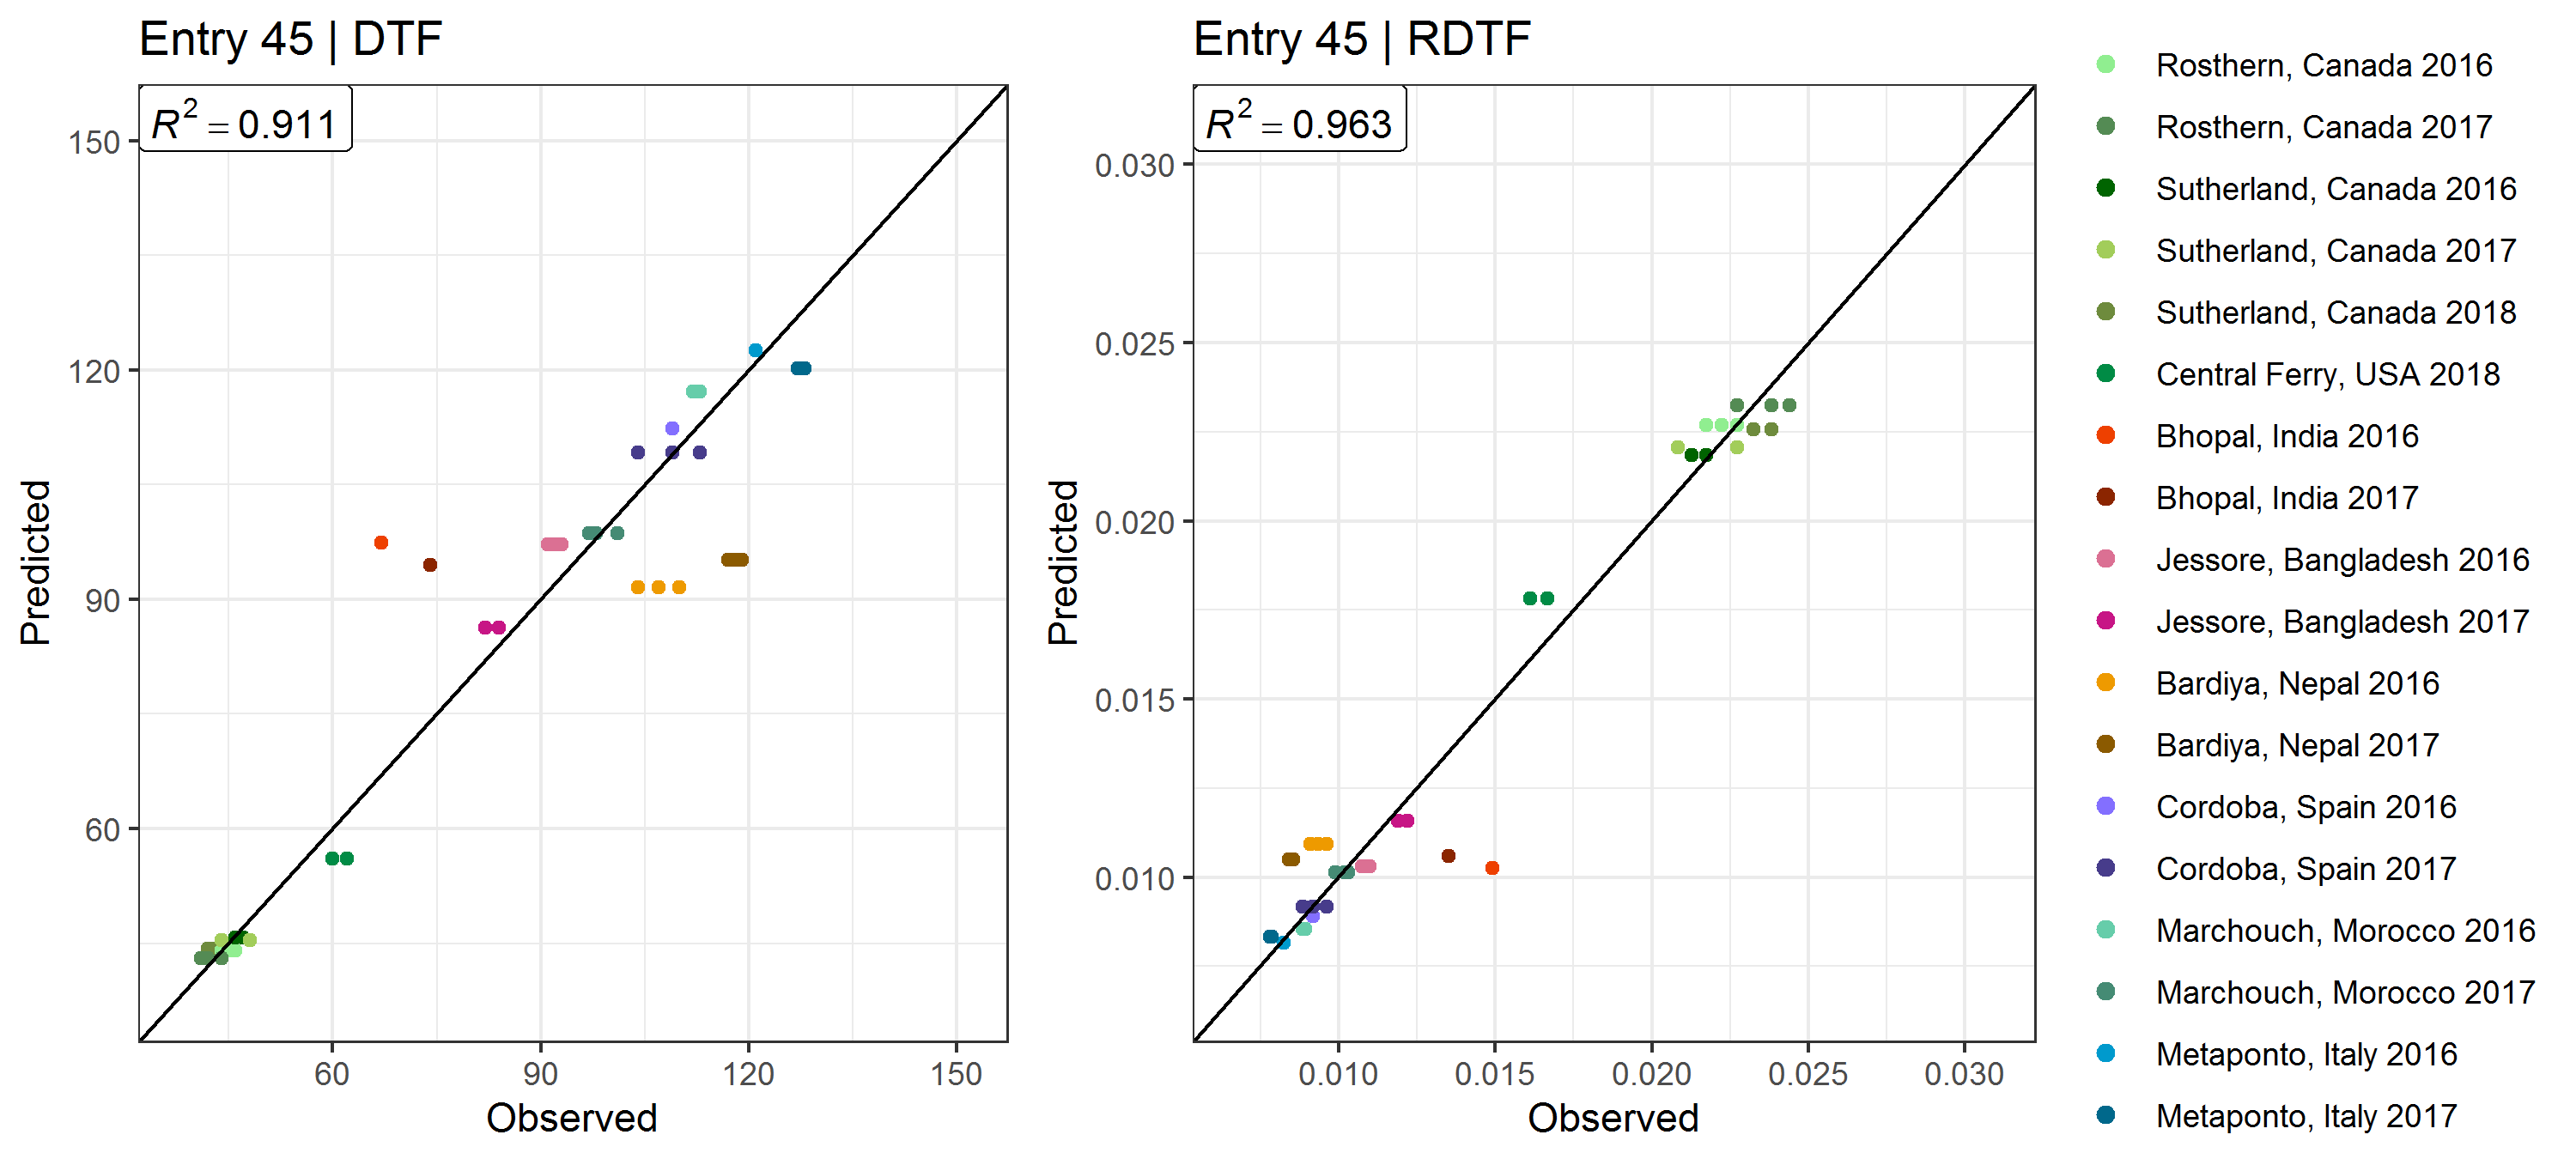 Entry 45 | DTF
R² = 0.911
150
120
90
60
Predicted
60 90 120 150
Observed
Entry 45 | RDTF
R² = 0.963
0.030
0.025
0.020
0.015
0.010
Predicted
0.010 0.015 0.020 0.025 0.030
Observed
Rosthern, Canada 2016
Rosthern, Canada 2017
Sutherland, Canada 2016
Sutherland, Canada 2017
Sutherland, Canada 2018
Central Ferry, USA 2018
Bhopal, India 2016
Bhopal, India 2017
Jessore, Bangladesh 2016
Jessore, Bangladesh 2017
Bardiya, Nepal 2016
Bardiya, Nepal 2017
Cordoba, Spain 2016
Cordoba, Spain 2017
Marchouch, Morocco 2016
Marchouch, Morocco 2017
Metaponto, Italy 2016
Metaponto, Italy 2017